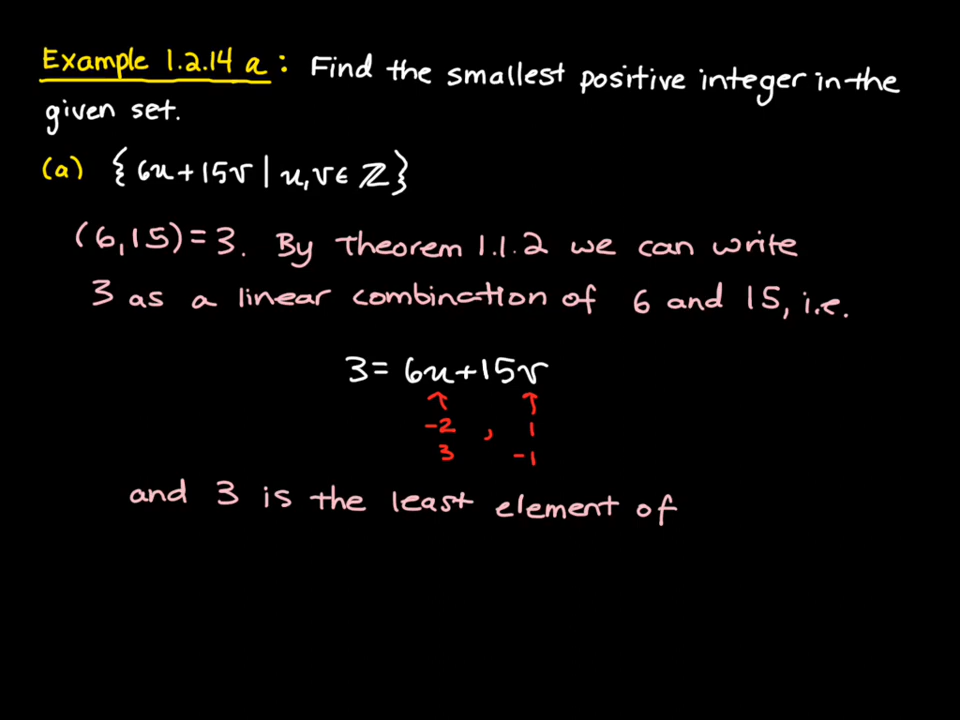 Example 1.2.14 a: Find the smallest positive integer in the
given set.
(a) {6u+15v | u,v∈ ℤ}
(6,15)=3. By Theorem 1.1.2 we can write
3 as a linear combination of 6 and 15, i.e.
3=6u+15v
↑ ↑
-2 , 1
3 -1
and 3 is the least element of